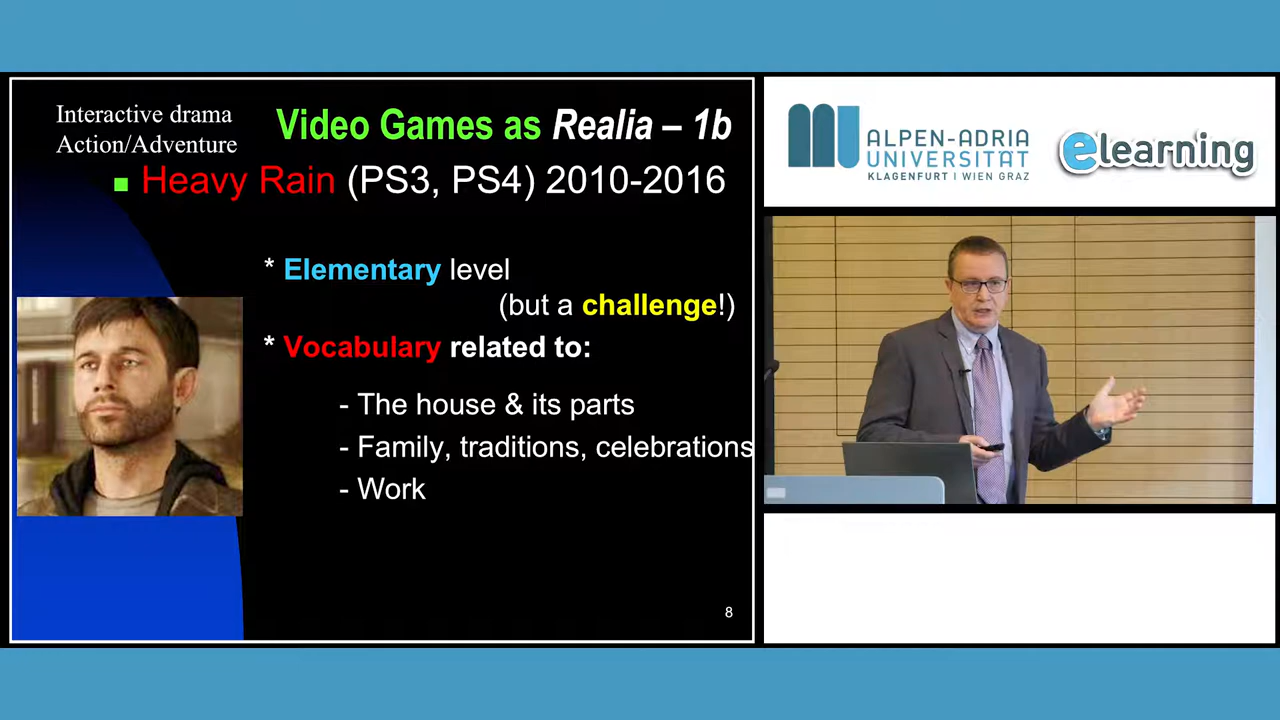 Interactive drama
Action/Adventure
Video Games as Realia – 1b
Heavy Rain (PS3, PS4) 2010-2016
* Elementary level
(but a challenge!)
* Vocabulary related to:
- The house & its parts
- Family, traditions, celebrations
- Work
8
ALPEN-ADRIA
UNIVERSITÄT
KLAGENFURT I WIEN GRAZ
elearning